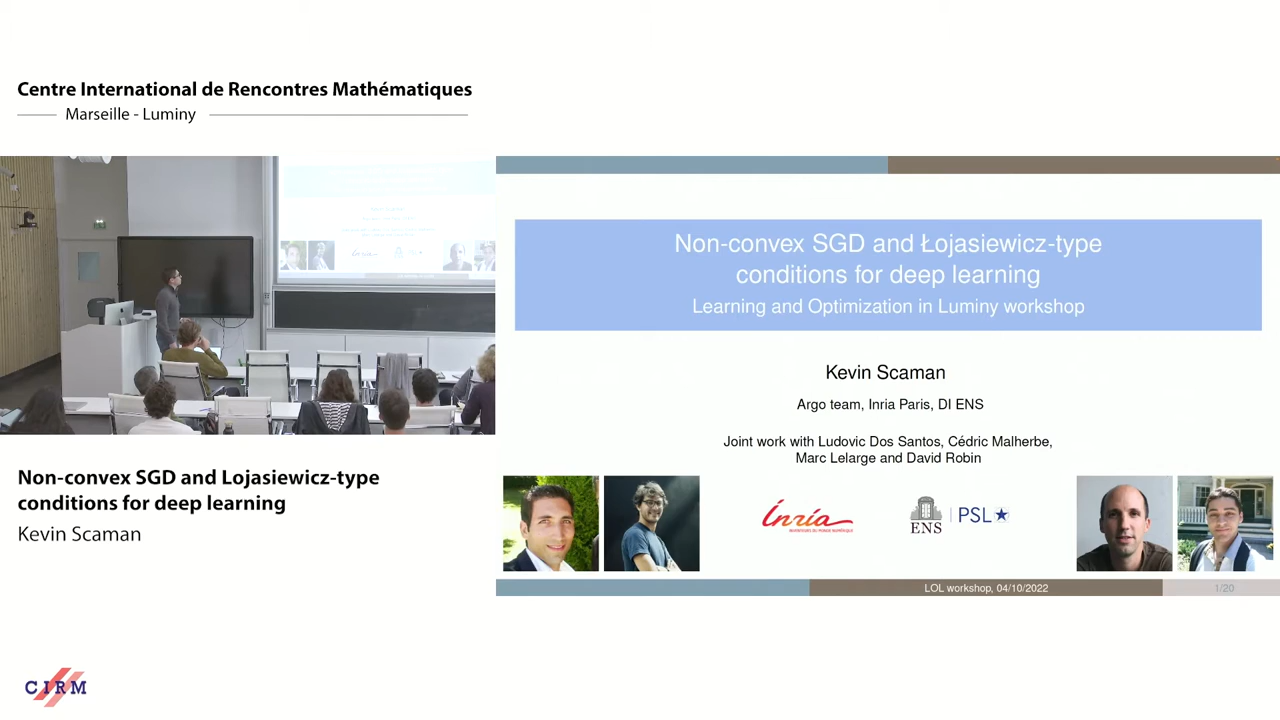 Centre International de Rencontres Mathématiques
Marseille - Luminy
Non-convex SGD and Łojasiewicz-type
conditions for deep learning
Learning and Optimization in Luminy workshop
Kevin Scaman
Argo team, Inria Paris, DI ENS
Joint work with Ludovic Dos Santos, Cédric Malherbe,
Marc Lelarge and David Robin
Inria
ENS
PSL
LOL workshop, 04/10/2022
1/20
Non-convex SGD and Lojasiewicz-type
conditions for deep learning
Kevin Scaman
CIRM